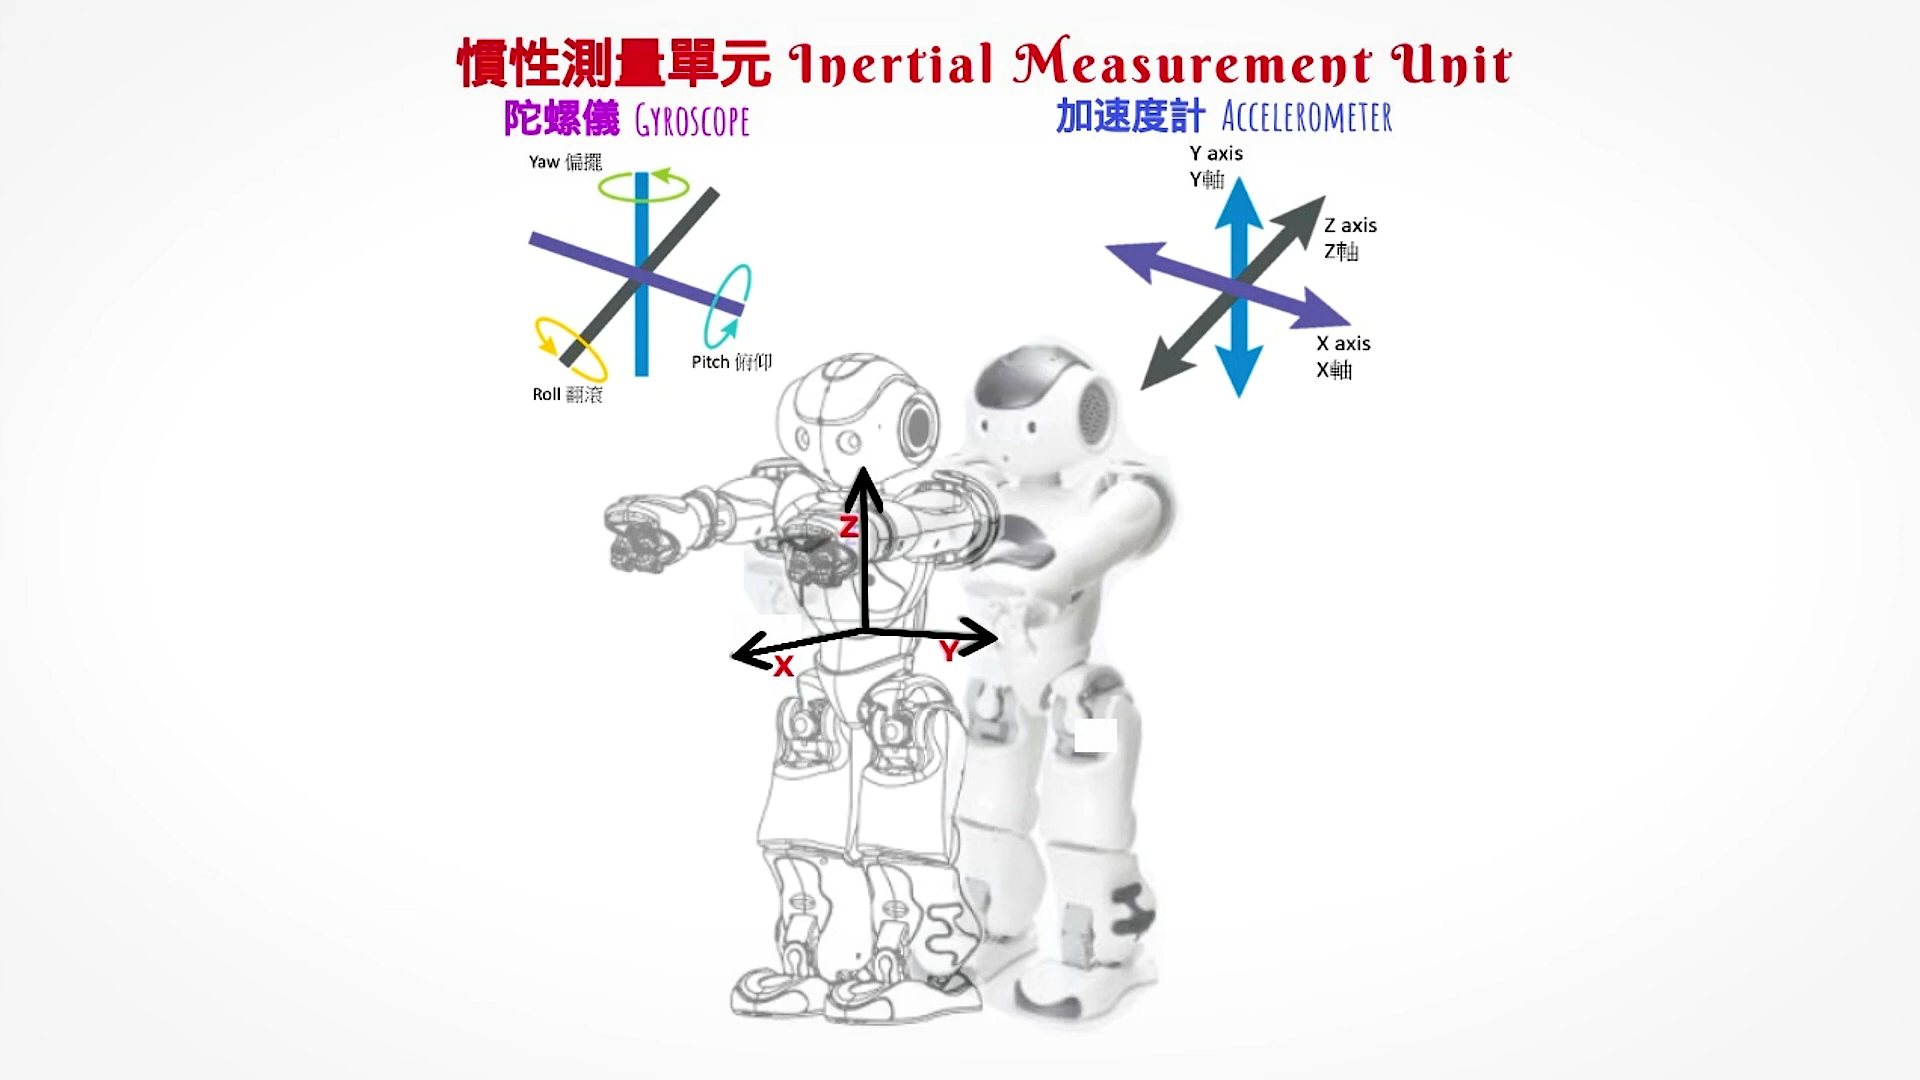 慣性測量單元 Inertial Measurement Unit
陀螺儀 GYROSCOPE
加速度計 ACCELEROMETER
Yaw 偏擺
Pitch 俯仰
Roll 翻滾
Y axis
Y軸
Z axis
Z軸
X axis
X軸
Z
X
Y